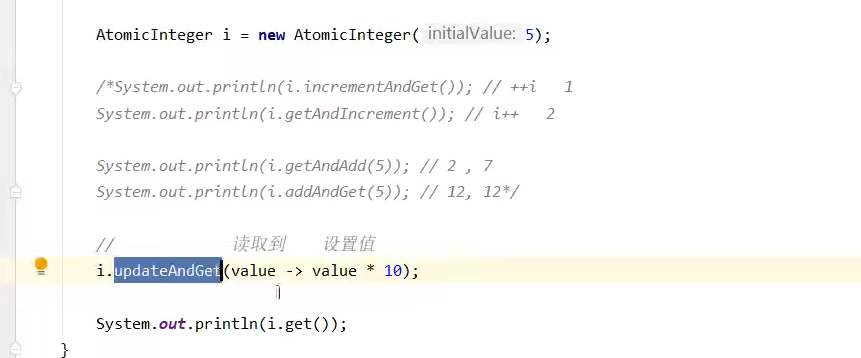 AtomicInteger i = new AtomicInteger( initialValue: 5);
/*System.out.println(i.incrementAndGet()); // ++i 1
System.out.println(i.getAndIncrement()); // i++ 2
System.out.println(i.getAndAdd(5)); // 2 , 7
System.out.println(i.addAndGet(5)); // 12, 12*/
// 读取到 设置值
i.updateAndGet(value -> value * 10);
System.out.println(i.get());
}